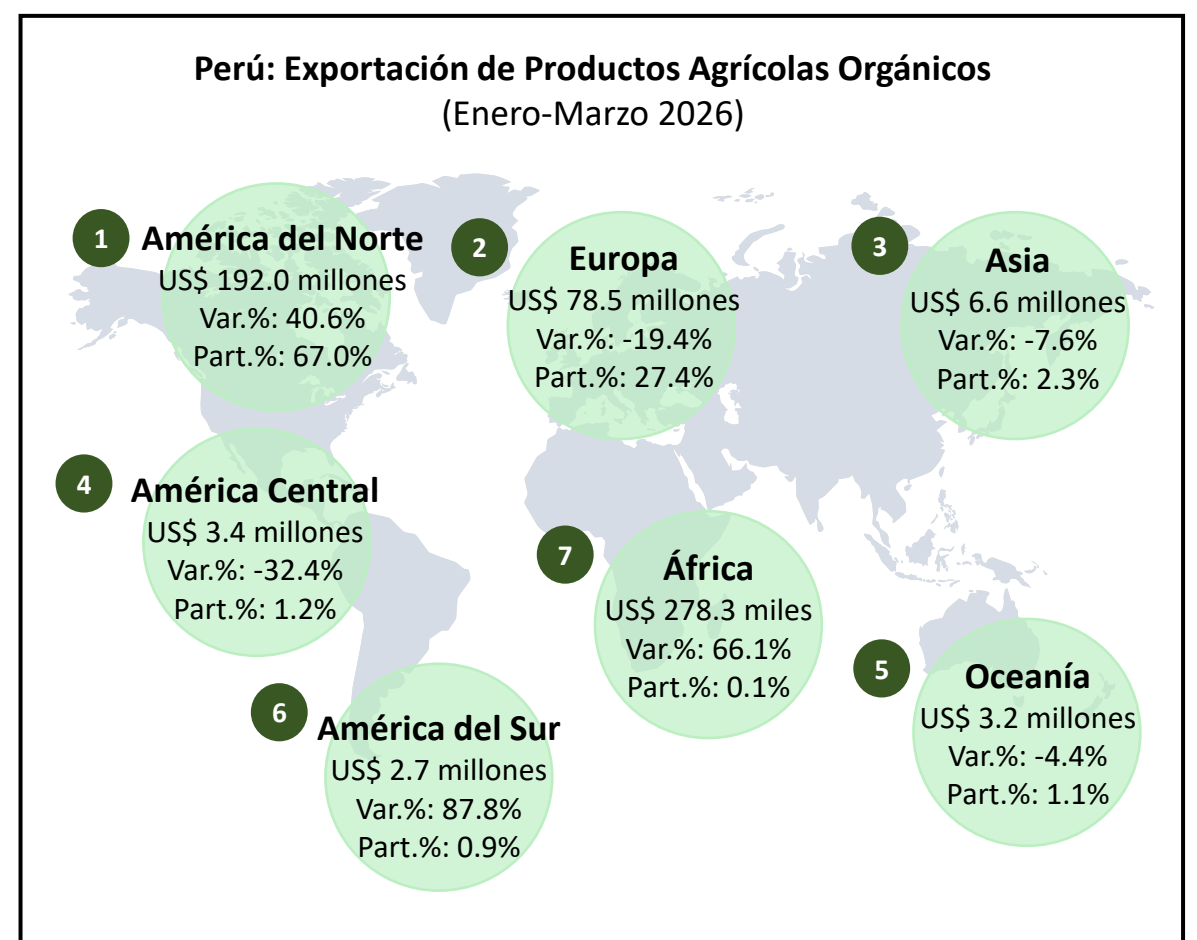 Perú: Exportación de Productos Agrícolas Orgánicos
(Enero-Marzo 2026)
1
América del Norte
US$ 192.0 millones
Var.%: 40.6%
Part.%: 67.0%
2
Europa
US$ 78.5 millones
Var.%: -19.4%
Part.%: 27.4%
3
Asia
US$ 6.6 millones
Var.%: -7.6%
Part.%: 2.3%
4
América Central
US$ 3.4 millones
Var.%: -32.4%
Part.%: 1.2%
7
África
US$ 278.3 miles
Var.%: 66.1%
Part.%: 0.1%
5
Oceanía
US$ 3.2 millones
Var.%: -4.4%
Part.%: 1.1%
6
América del Sur
US$ 2.7 millones
Var.%: 87.8%
Part.%: 0.9%